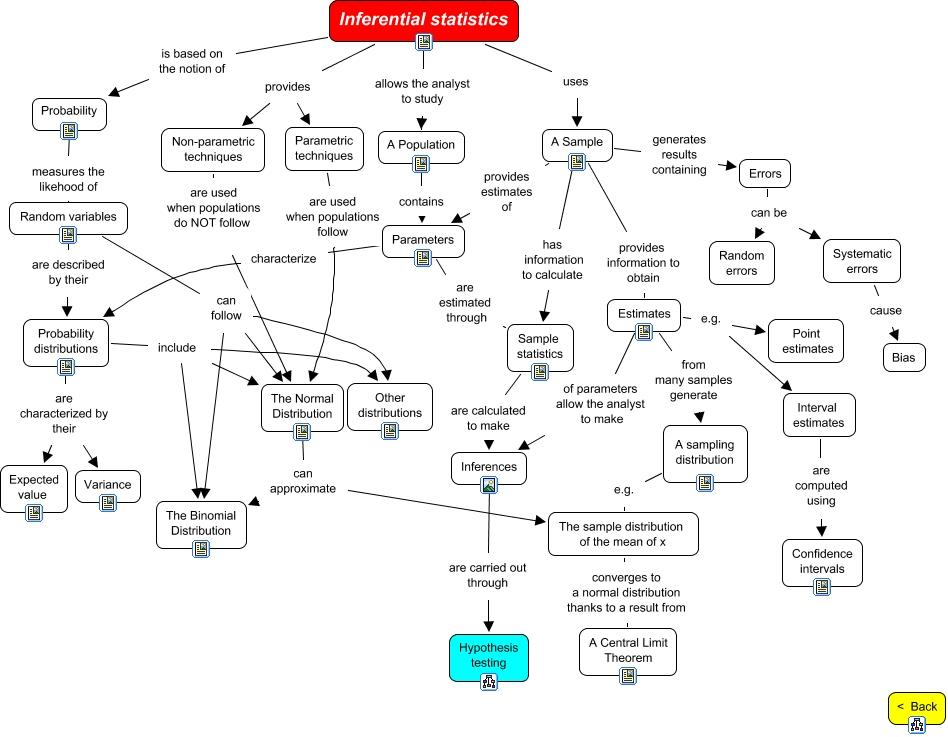 Inferential statistics
is based on
the notion of
provides
allows the analyst
to study
uses
Probability
Non-parametric
techniques
Parametric
techniques
A Population
A Sample
generates
results
containing
Errors
measures the
likehood of
are used
when populations
do NOT follow
are used
when populations
follow
contains
provides
estimates
of
can be
Random variables
Parameters
characterize
has
information
to calculate
provides
information to
obtain
Random
errors
Systematic
errors
are described
by their
can
follow
are
estimated
through
cause
Probability
distributions
include
Sample
statistics
Estimates
e.g.
Point
estimates
Bias
are
characterized by
their
The Normal
Distribution
Other
distributions
are calculated
to make
of parameters
allow the analyst
to make
from
many samples
generate
Interval
estimates
Expected
value
Variance
can
approximate
Inferences
A sampling
distribution
are
computed
using
The Binomial
Distribution
e.g.
The sample distribution
of the mean of x
Confidence
intervals
are carried out
through
converges to
a normal distribution
thanks to a result from
Hypothesis
testing
A Central Limit
Theorem
< Back